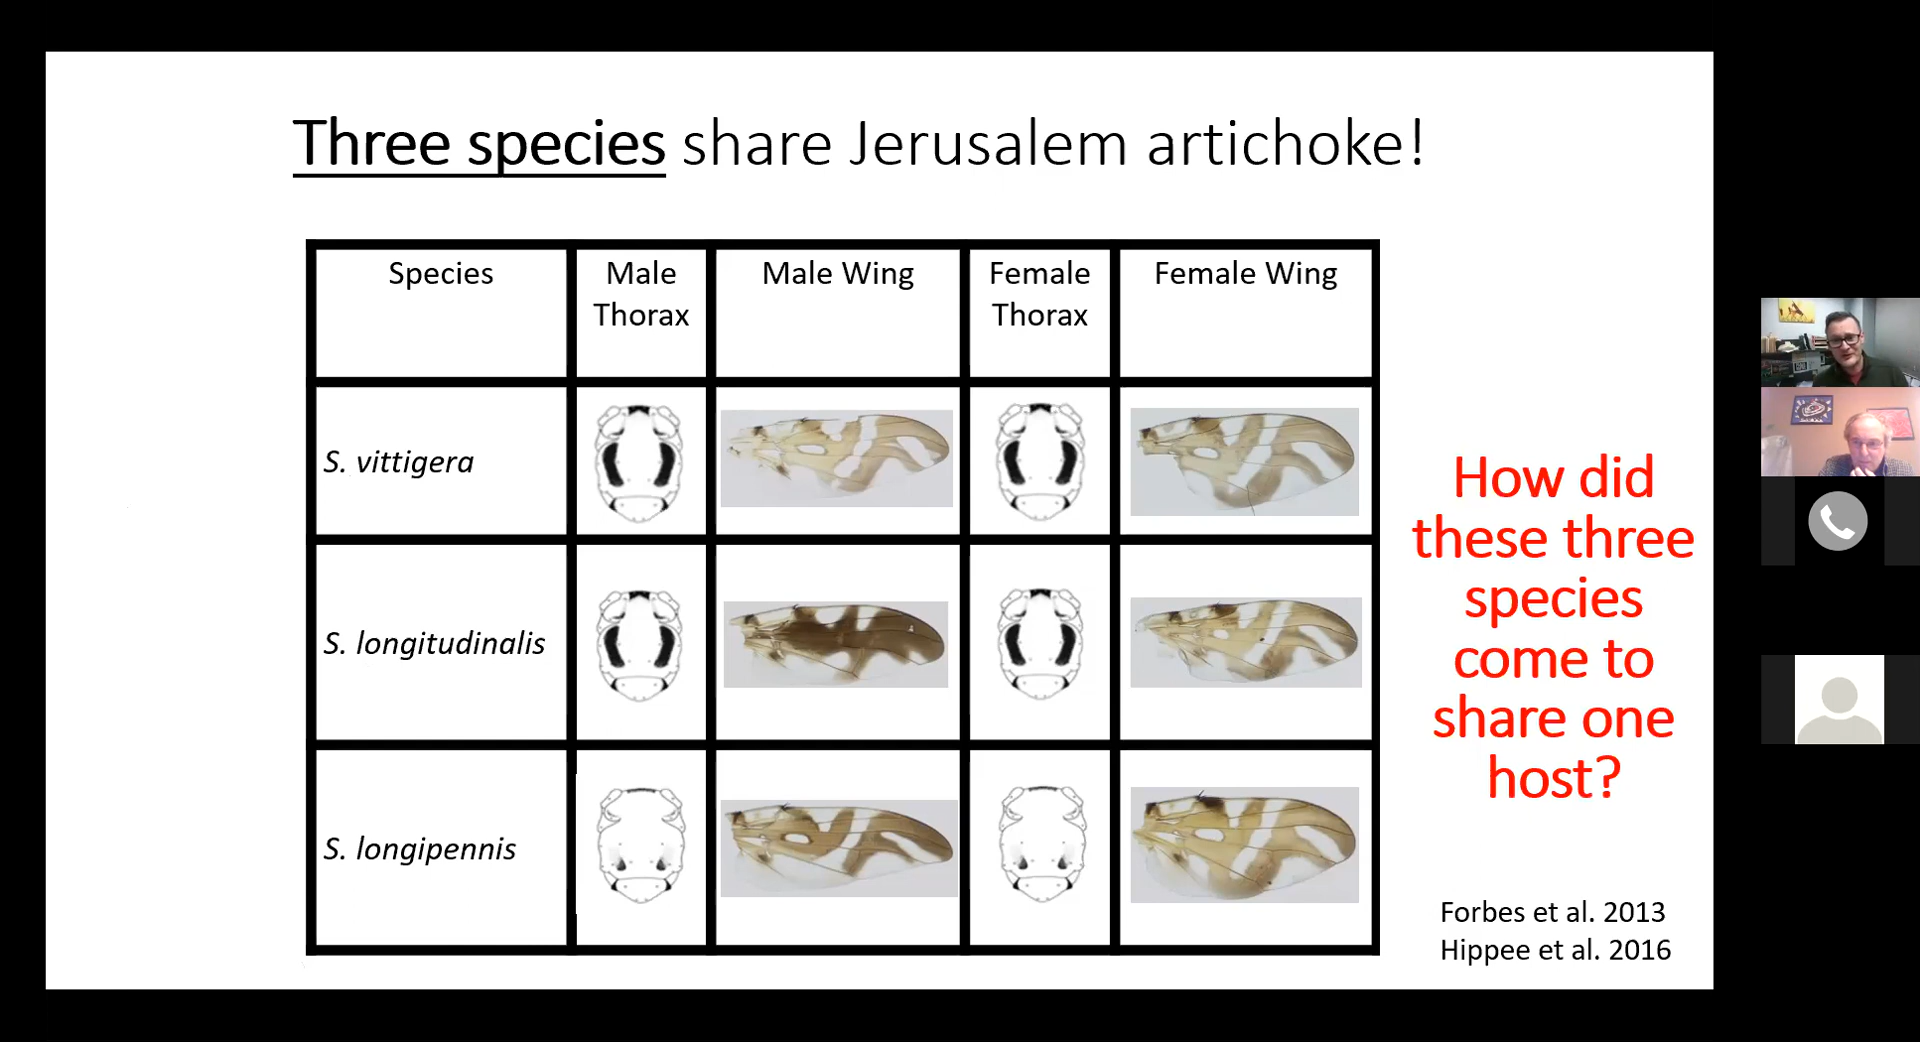 Three species share Jerusalem artichoke!
Species
Male
Thorax
Male Wing
Female
Thorax
Female Wing
S. vittigera
S. longitudinalis
S. longipennis
How did
these three
species
come to
share one
host?
Forbes et al. 2013
Hippee et al. 2016